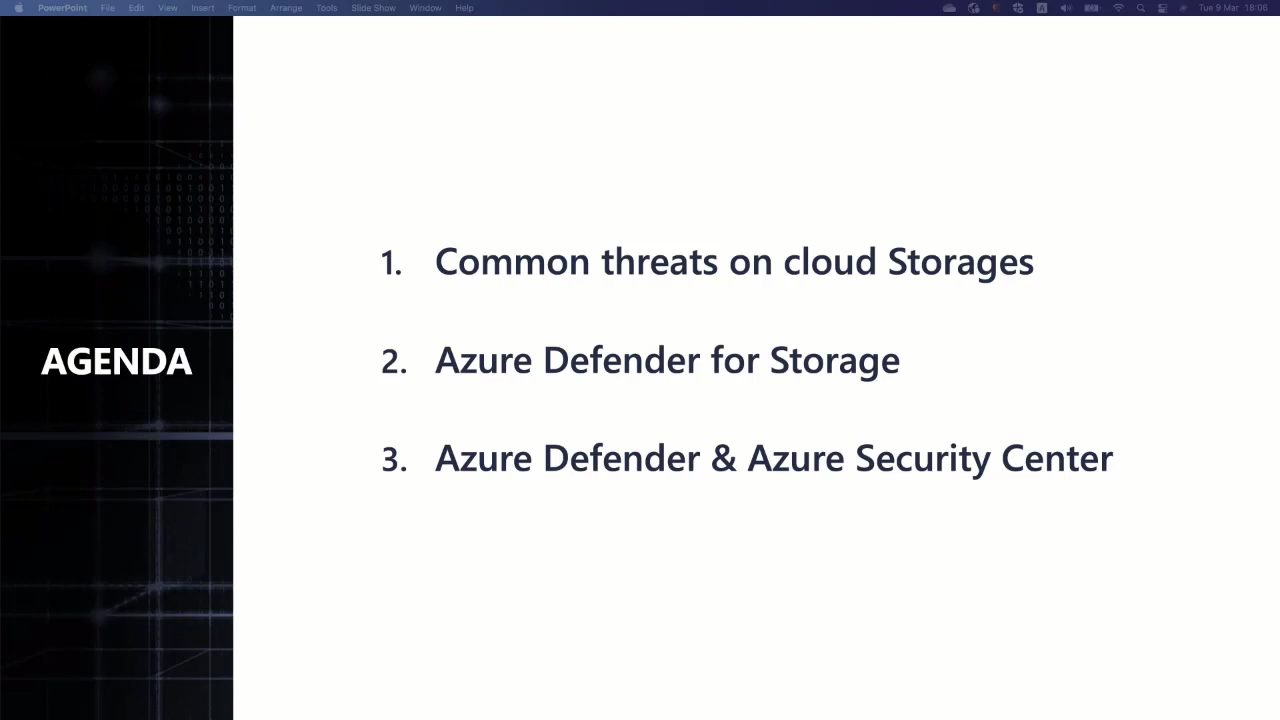 PowerPoint File Edit View Insert Format Arrange Tools Slide Show Window Help A Tue 9 Mar 18:06
AGENDA
1. Common threats on cloud Storages
2. Azure Defender for Storage
3. Azure Defender & Azure Security Center